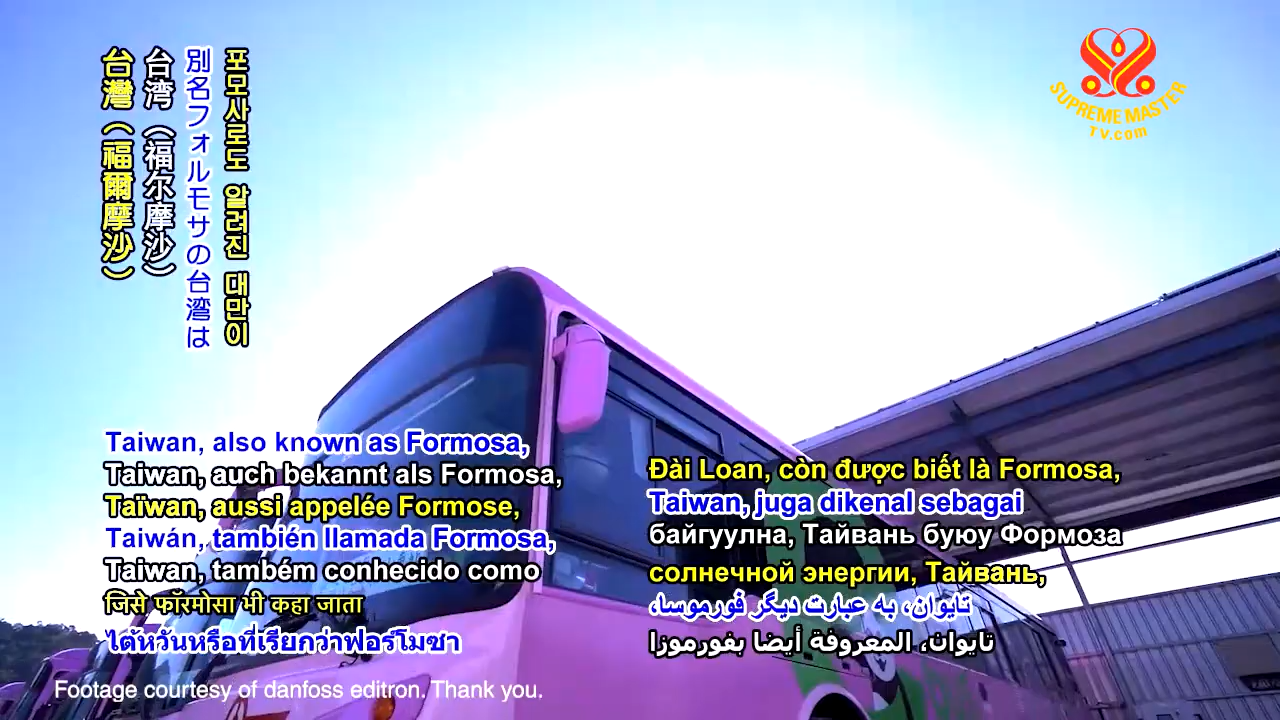 포모사로도 알려진 대만이
別名フォルモサの台湾は
台湾（福尔摩沙）
台灣（福爾摩沙）
SUPREME MASTER
TV.com
Taiwan, also known as Formosa,
Taiwan, auch bekannt als Formosa,
Taïwan, aussi appelée Formose,
Taiwán, también llamada Formosa,
Taiwan, também conhecido como
जिसे फॉरमोसा भी कहा जाता
ไต้หวันหรือที่เรียกว่าฟอร์โมซา
Đài Loan, còn được biết là Formosa,
Taiwan, juga dikenal sebagai
байгуулна, Тайвань буюу Формоза
солнечной энергии, Тайвань,
تایوان، به عبارت دیگر فورموسا،
تايوان، المعروفة أيضا بفورموزا
Footage courtesy of danfoss editron. Thank you.